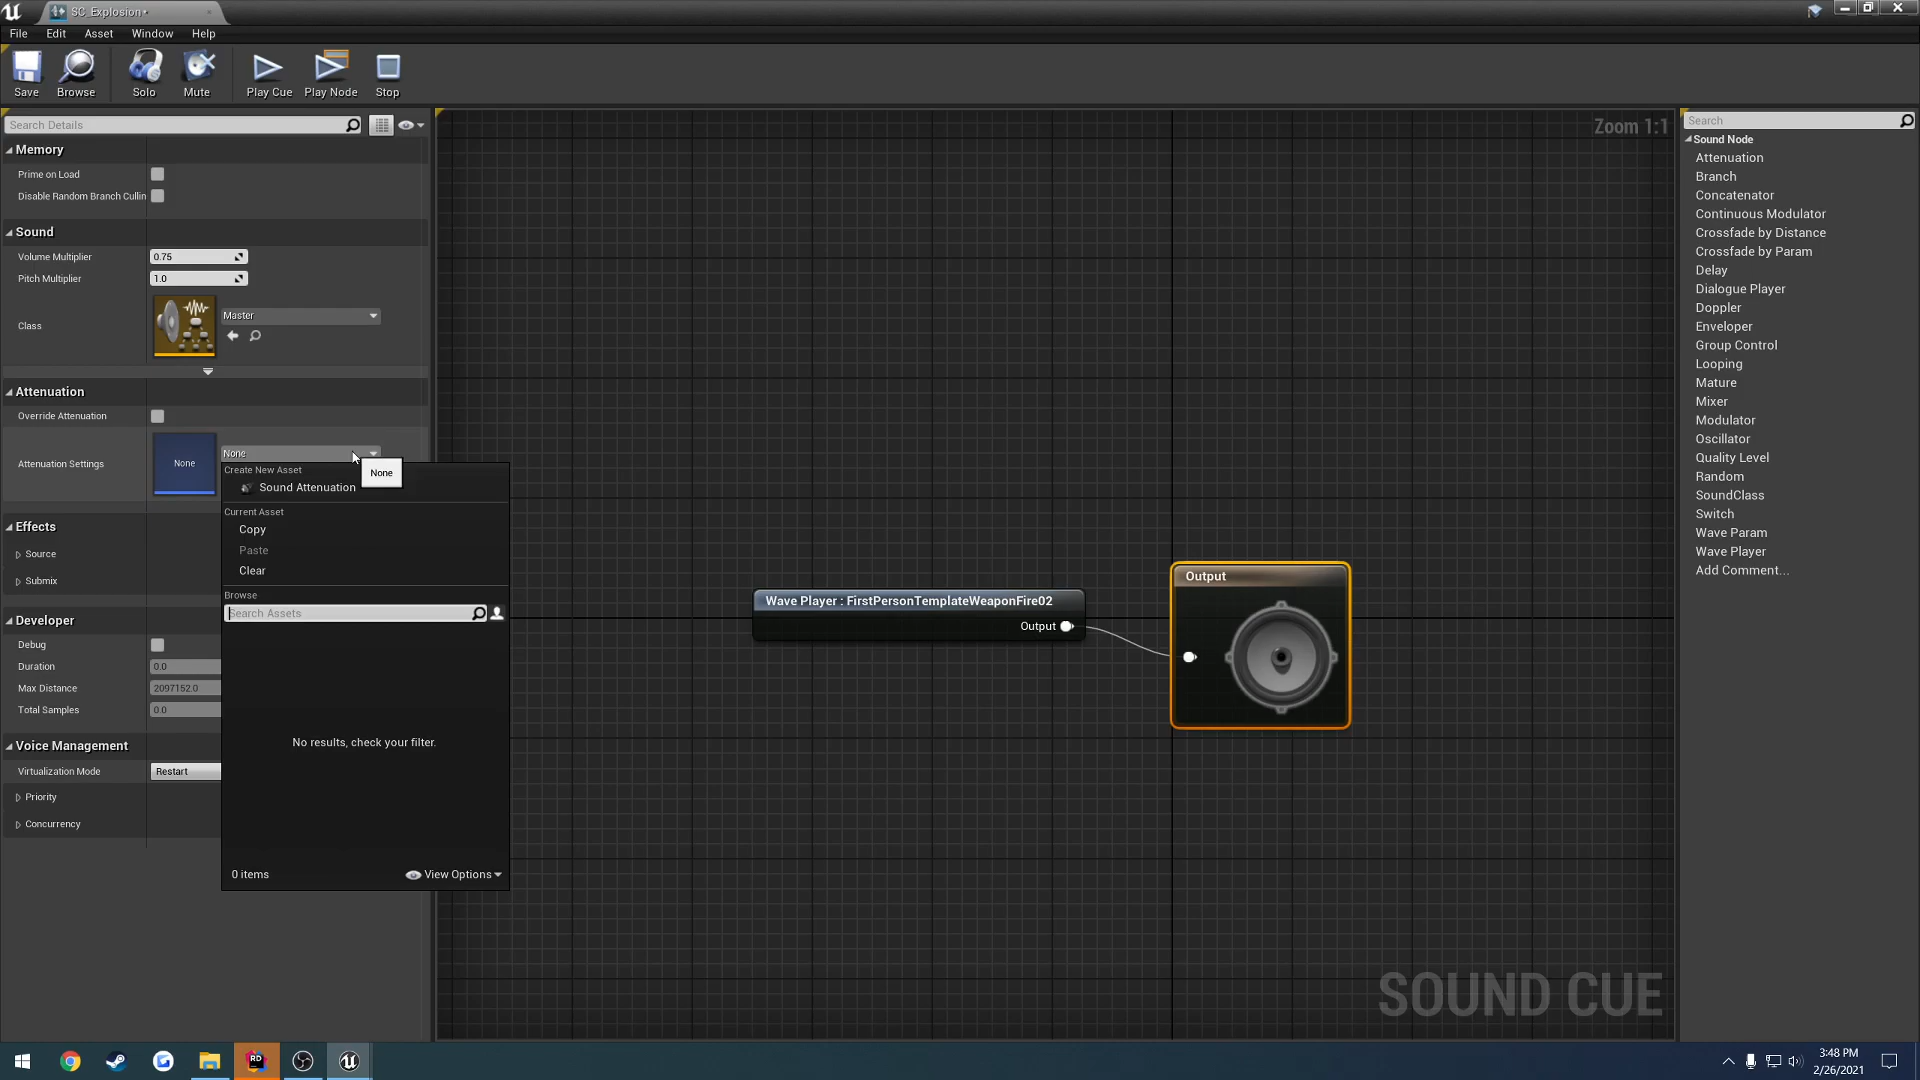 SC_Explosion*
File Edit Asset Window Help
Save Browse Solo Mute Play Cue Play Node Stop
Search Details
Memory
Prime on Load
Disable Random Branch Cullin
Sound
Volume Multiplier 0.75
Pitch Multiplier 1.0
Class Master
Attenuation
Override Attenuation
Attenuation Settings None None
None
Create New Asset
Sound Attenuation
Current Asset
Copy
Paste
Clear
Browse
Search Assets
No results, check your filter.
0 items View Options
Effects
Source
Submix
Developer
Debug
Duration 0.0
Max Distance 2097152.0
Total Samples 0.0
Voice Management
Virtualization Mode Restart
Priority
Concurrency
Zoom 1:1
Wave Player : FirstPersonTemplateWeaponFire02
Output
Output
SOUND CUE
Search
Sound Node
Attenuation
Branch
Concatenator
Continuous Modulator
Crossfade by Distance
Crossfade by Param
Delay
Dialogue Player
Doppler
Enveloper
Group Control
Looping
Mature
Mixer
Modulator
Oscillator
Quality Level
Random
SoundClass
Switch
Wave Param
Wave Player
Add Comment...
RD
3:48 PM
2/26/2021